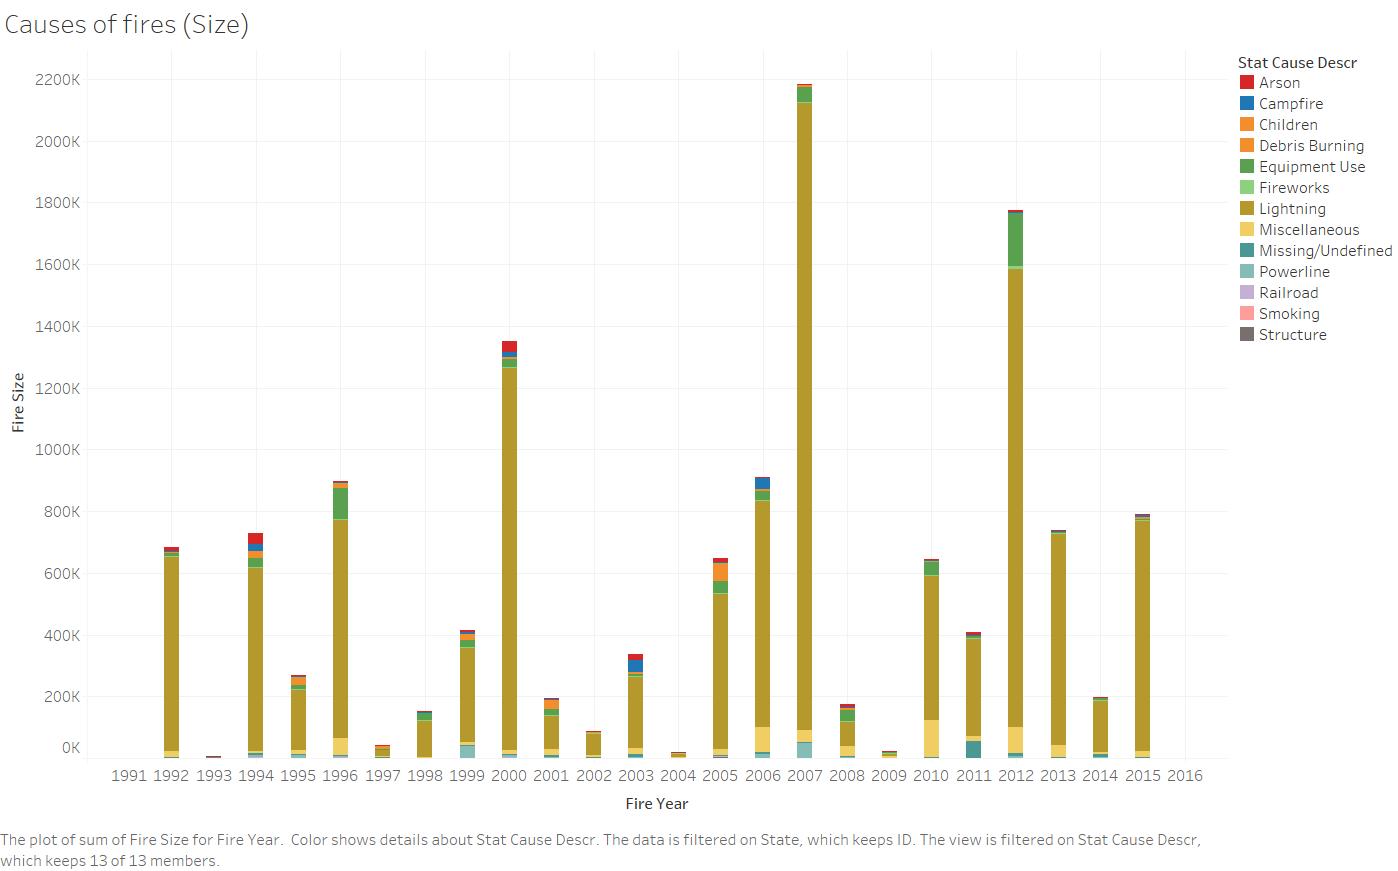 Causes of fires (Size)
Stat Cause Descr
Arson
Campfire
Children
Debris Burning
Equipment Use
Fireworks
Lightning
Miscellaneous
Missing/Undefined
Powerline
Railroad
Smoking
Structure
Fire Size
2200K
2000K
1800K
1600K
1400K
1200K
1000K
800K
600K
400K
200K
0K
1991 1992 1993 1994 1995 1996 1997 1998 1999 2000 2001 2002 2003 2004 2005 2006 2007 2008 2009 2010 2011 2012 2013 2014 2015 2016
Fire Year
The plot of sum of Fire Size for Fire Year.  Color shows details about Stat Cause Descr. The data is filtered on State, which keeps ID. The view is filtered on Stat Cause Descr,
which keeps 13 of 13 members.